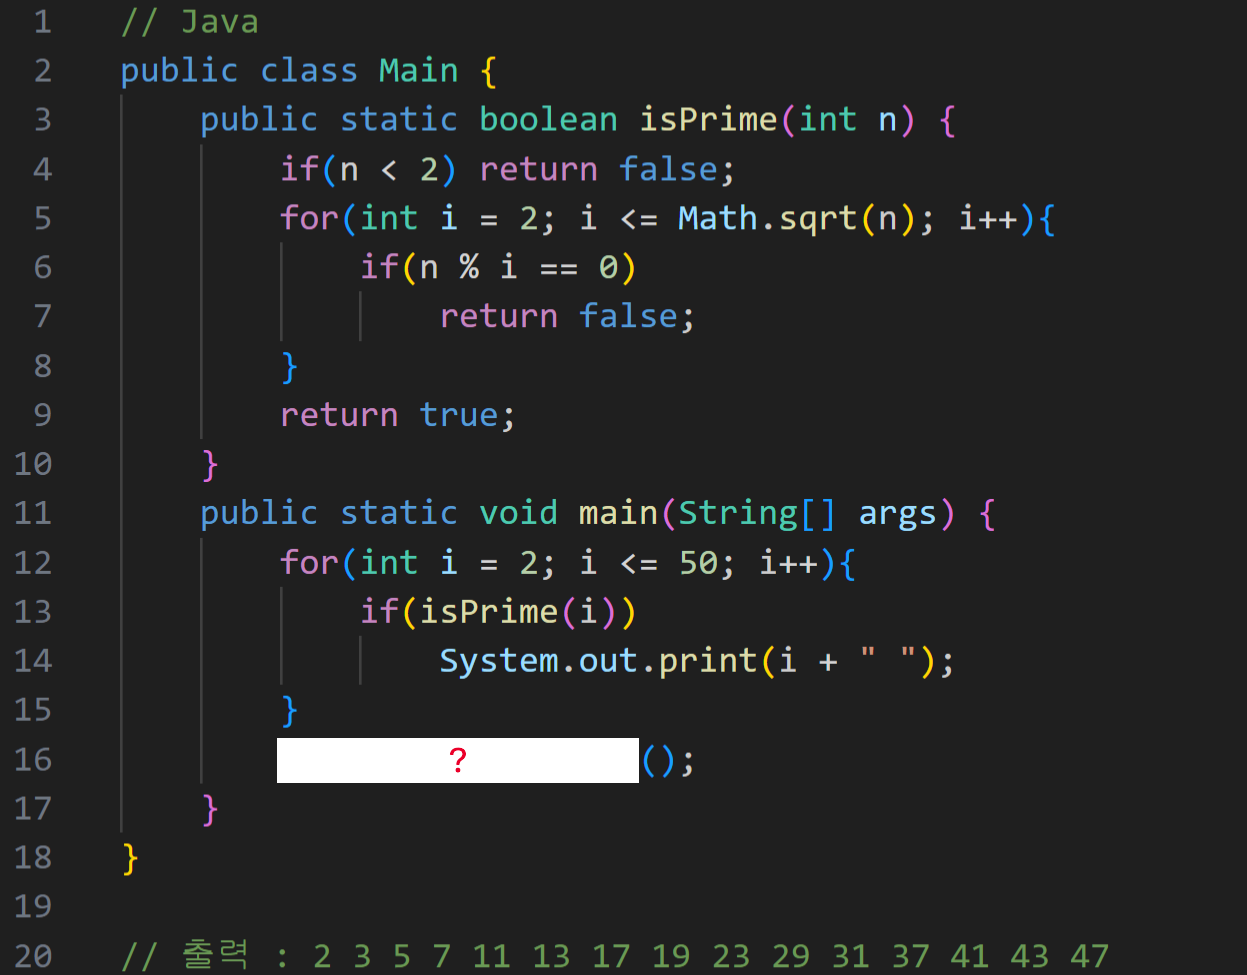 1 // Java
2 public class Main {
3 public static boolean isPrime(int n) {
4 if(n < 2) return false;
5 for(int i = 2; i <= Math.sqrt(n); i++){
6 if(n % i == 0)
7 return false;
8 }
9 return true;
10 }
11 public static void main(String[] args) {
12 for(int i = 2; i <= 50; i++){
13 if(isPrime(i))
14 System.out.print(i + " ");
15 }
16 ? ();
17 }
18 }
19
20 // 출력 : 2 3 5 7 11 13 17 19 23 29 31 37 41 43 47